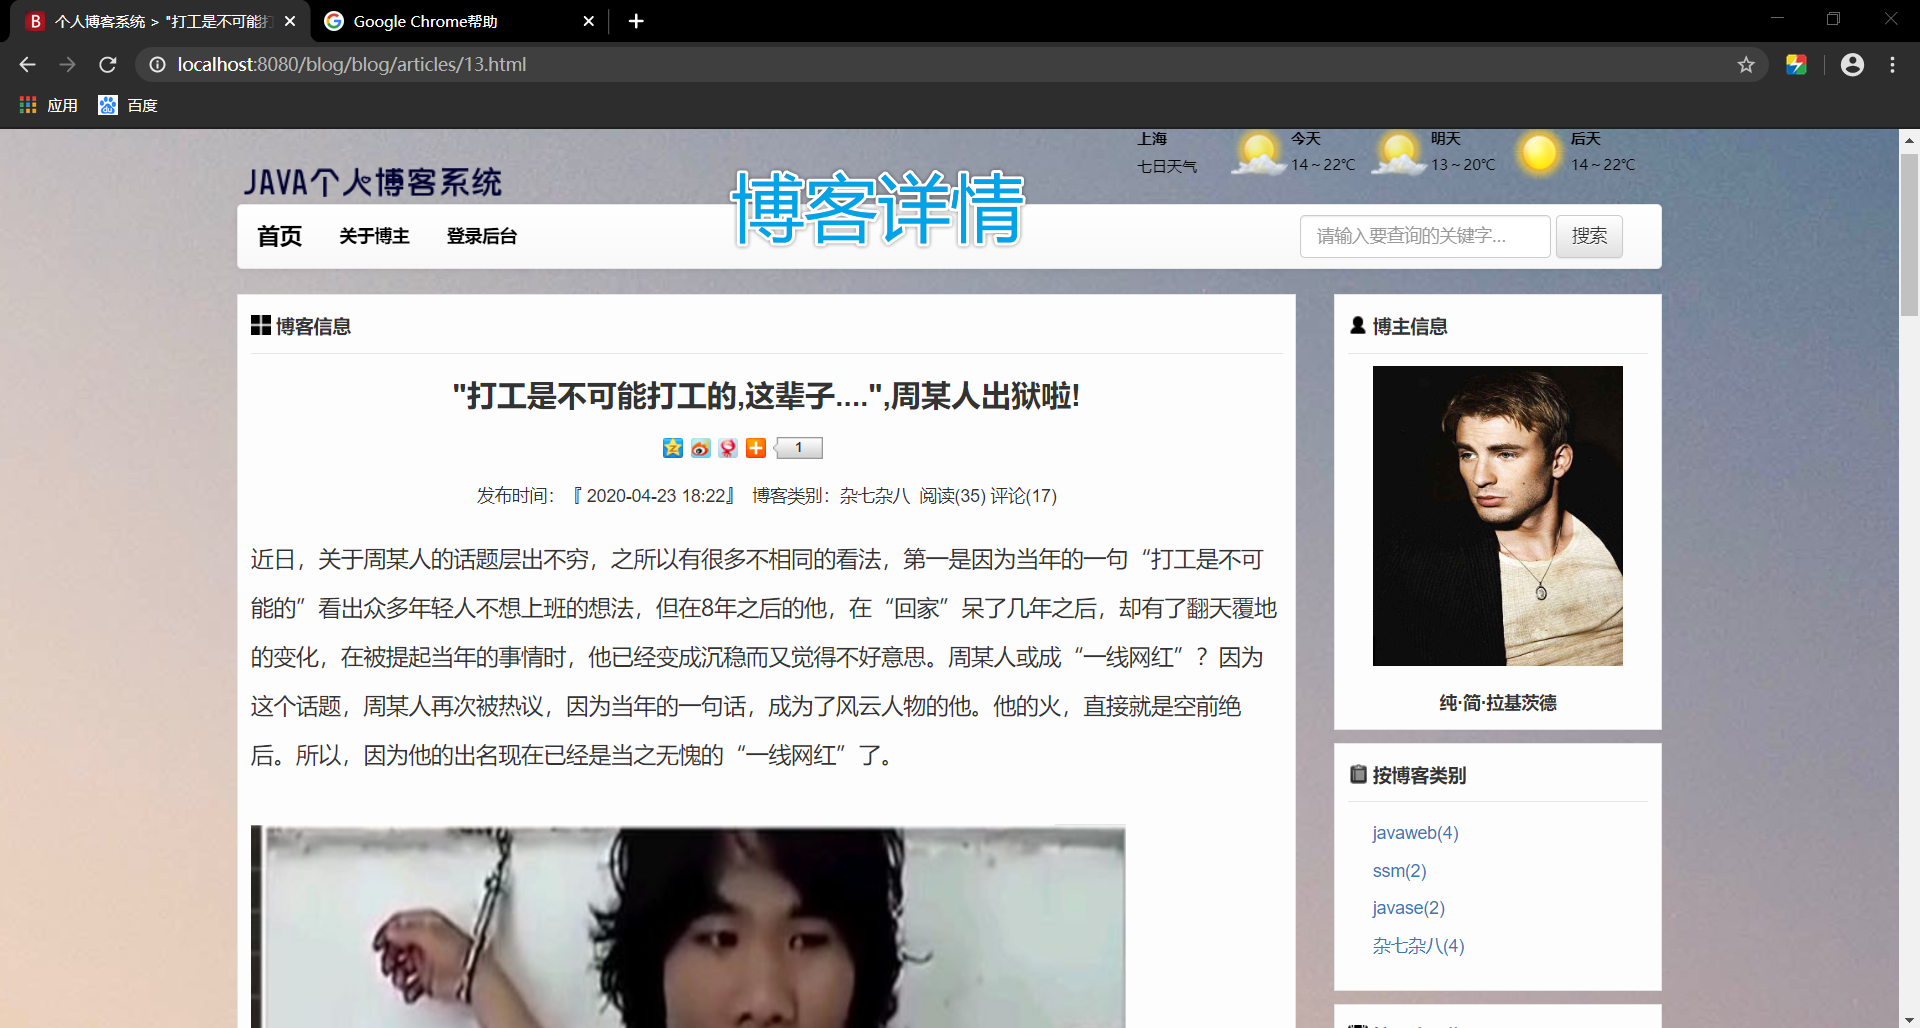 个人博客系统 > "打工是不可能打
Google Chrome帮助
localhost:8080/blog/blog/articles/13.html
应用
百度
上海
七日天气
今天
14～22℃
明天
13～20℃
后天
14～22℃
JAVA个人博客系统
博客详情
首页
关于博主
登录后台
请输入要查询的关键字...
搜索
博客信息
"打工是不可能打工的,这辈子....",周某人出狱啦!
1
发布时间：『 2020-04-23 18:22』 博客类别：杂七杂八 阅读(35) 评论(17)
近日，关于周某人的话题层出不穷，之所以有很多不相同的看法，第一是因为当年的一句“打工是不可
能的”看出众多年轻人不想上班的想法，但在8年之后的他，在“回家”呆了几年之后，却有了翻天覆地
的变化，在被提起当年的事情时，他已经变成沉稳而又觉得不好意思。周某人或成“一线网红”？因为
这个话题，周某人再次被热议，因为当年的一句话，成为了风云人物的他。他的火，直接就是空前绝
后。所以，因为他的出名现在已经是当之无愧的“一线网红”了。
博主信息
纯·简·拉基茨德
按博客类别
javaweb(4)
ssm(2)
javase(2)
杂七杂八(4)